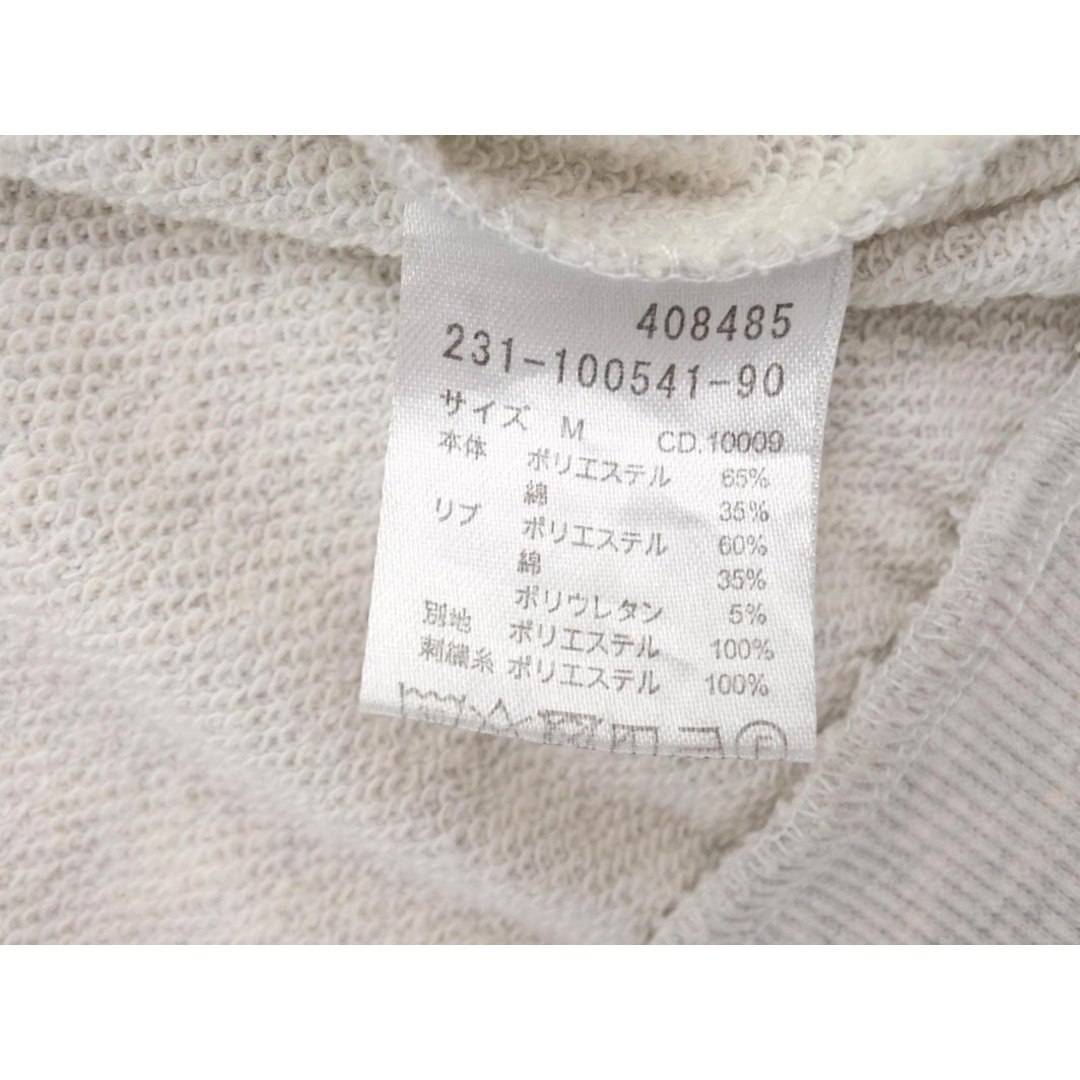 408485
231-100541-90
サイズ M CD.10009
本体 ポリエステル 65%
綿 35%
リブ ポリエステル 60%
綿 35%
ポリウレタン 5%
別地 ポリエステル 100%
刺繍糸 ポリエステル 100%